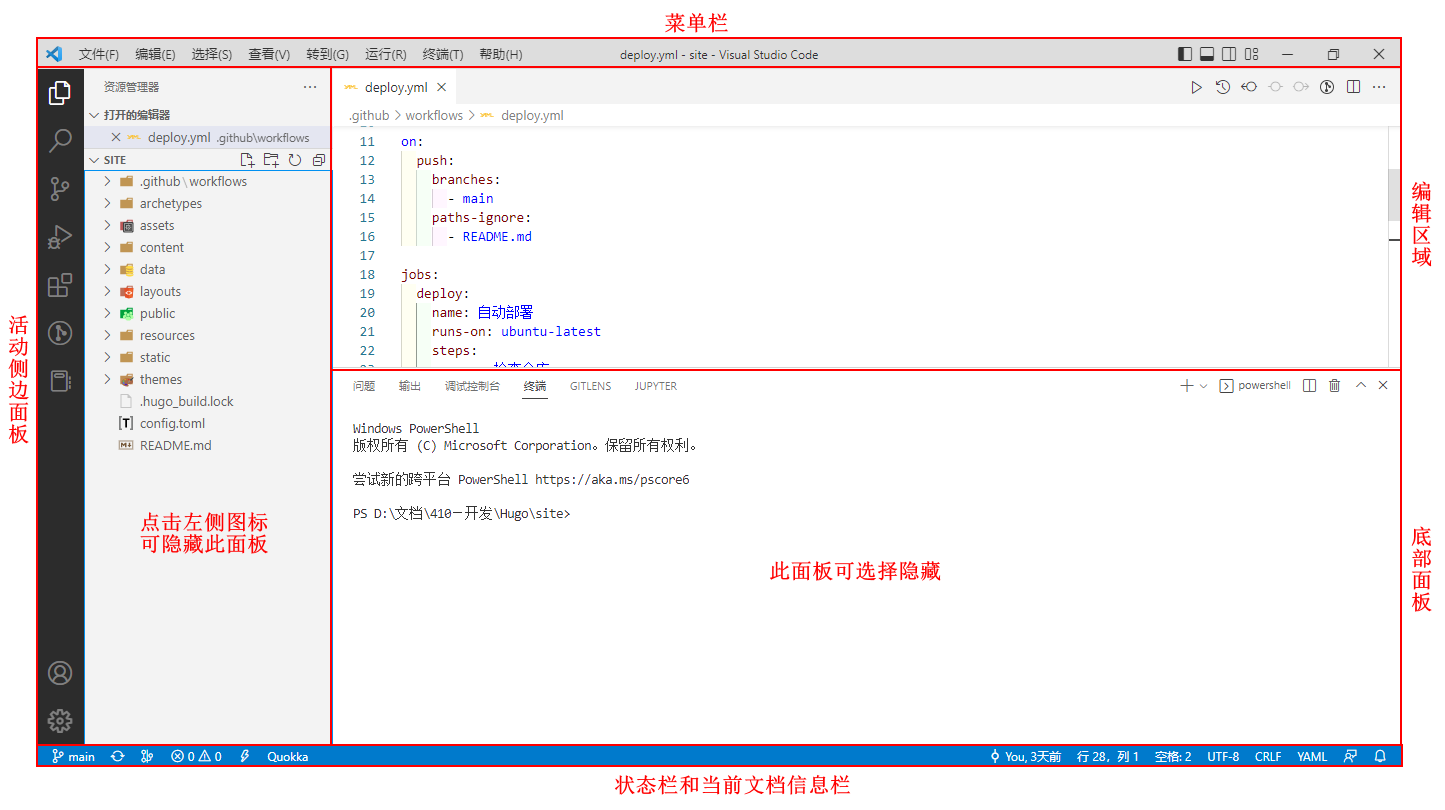 菜单栏
文件(F) 编辑(E) 选择(S) 查看(V) 转到(G) 运行(R) 终端(T) 帮助(H) deploy.yml - site - Visual Studio Code
活动侧边面板
资源管理器
打开的编辑器
deploy.yml .github\workflows
SITE
.github\workflows
archetypes
assets
content
data
layouts
public
resources
static
themes
.hugo_build.lock
[T] config.toml
M↓ README.md
点击左侧图标
可隐藏此面板
deploy.yml
.github > workflows > deploy.yml
11 on:
12 push:
13 branches:
14 - main
15 paths-ignore:
16 - README.md
17
18 jobs:
19 deploy:
20 name: 自动部署
21 runs-on: ubuntu-latest
22 steps:
编辑区域
问题 输出 调试控制台 终端 GITLENS JUPYTER powershell
Windows PowerShell
版权所有 (C) Microsoft Corporation。保留所有权利。
尝试新的跨平台 PowerShell https://aka.ms/pscore6
PS D:\文档\410－开发\Hugo\site>
此面板可选择隐藏
底部面板
main 0 0 Quokka You, 3天前 行 28，列 1 空格: 2 UTF-8 CRLF YAML
状态栏和当前文档信息栏